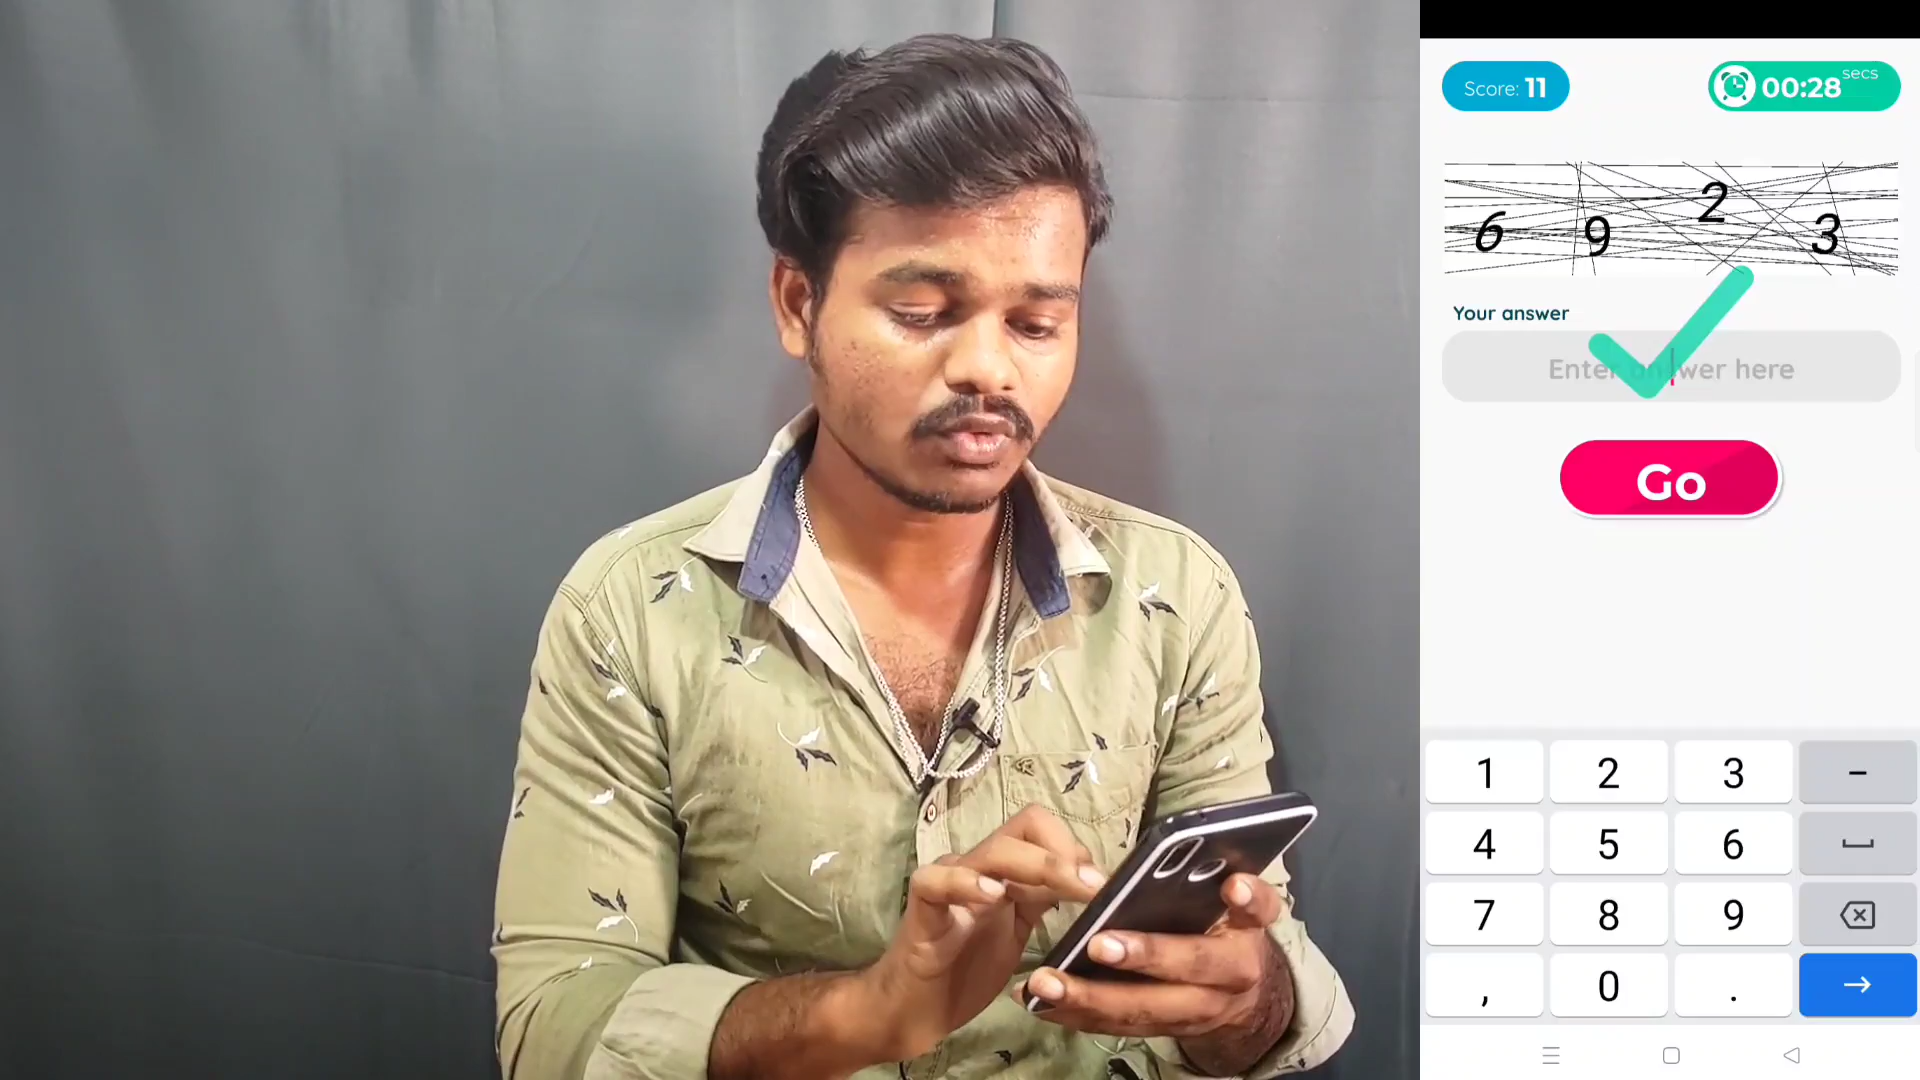 Score: 11
00:28 secs
6 9 2 3
Your answer
Enter answer here
Go
1 2 3 –
4 5 6
7 8 9
, 0 .